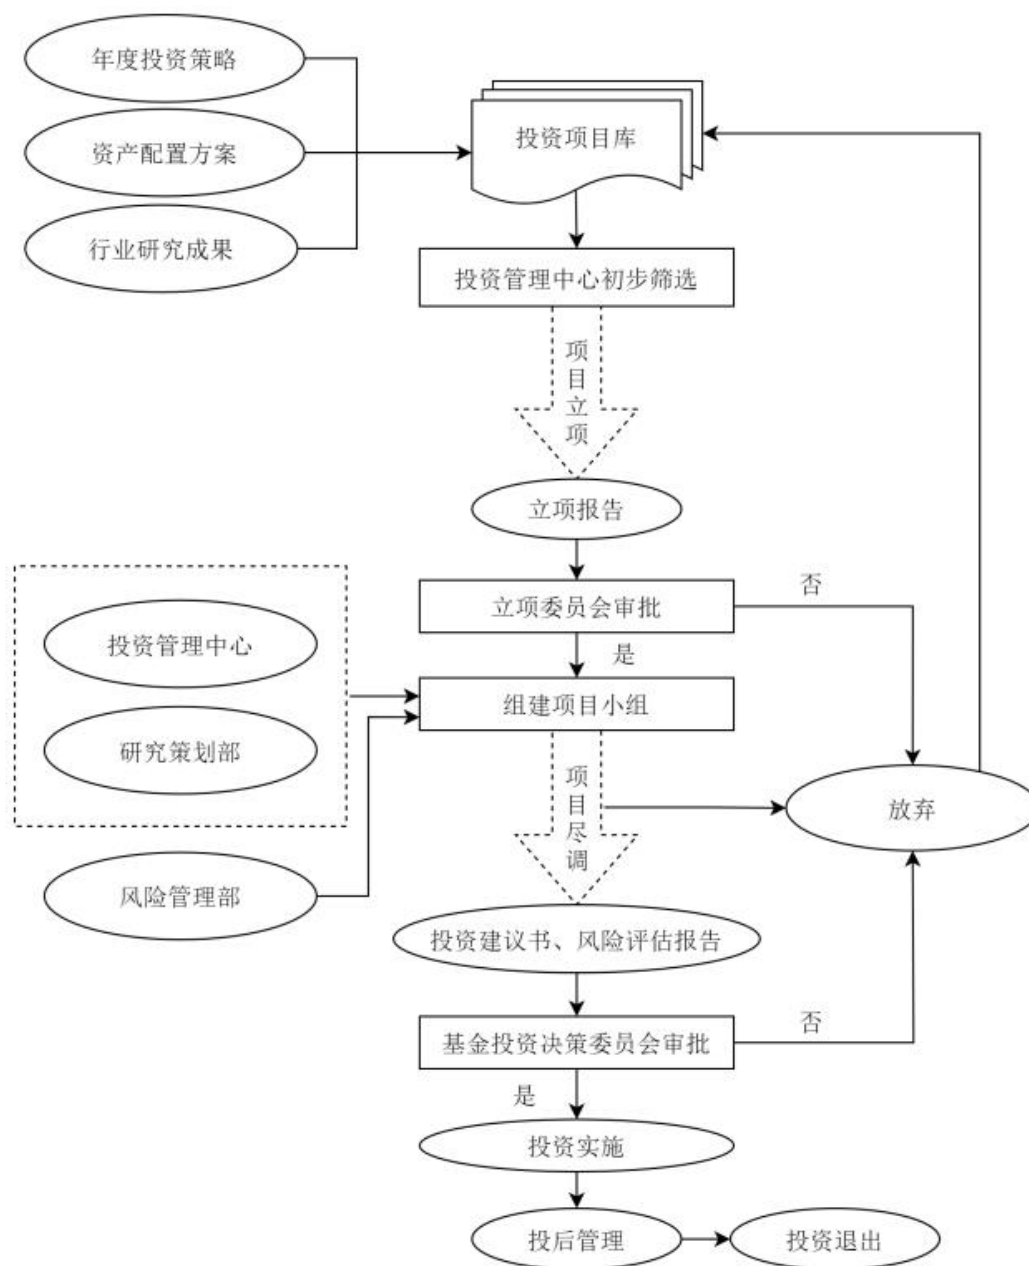 年度投资策略
资产配置方案
行业研究成果
投资项目库
投资管理中心初步筛选
项目立项
立项报告
立项委员会审批
否
是
投资管理中心
研究策划部
组建项目小组
项目尽调
放弃
风险管理部
投资建议书、风险评估报告
基金投资决策委员会审批
否
是
投资实施
投后管理
投资退出